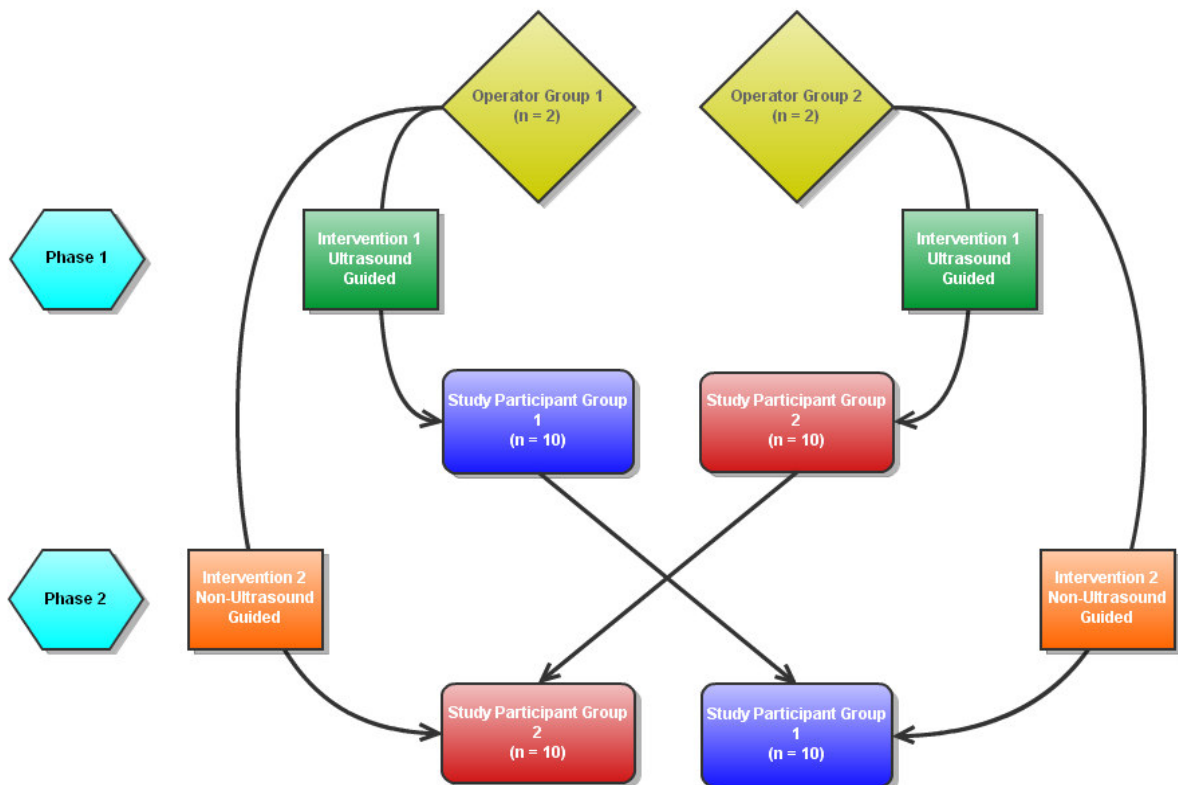 Operator Group 1
(n = 2)
Operator Group 2
(n = 2)
Phase 1
Intervention 1
Ultrasound
Guided
Intervention 1
Ultrasound
Guided
Study Participant Group
1
(n = 10)
Study Participant Group
2
(n = 10)
Phase 2
Intervention 2
Non-Ultrasound
Guided
Intervention 2
Non-Ultrasound
Guided
Study Participant Group
2
(n = 10)
Study Participant Group
1
(n = 10)